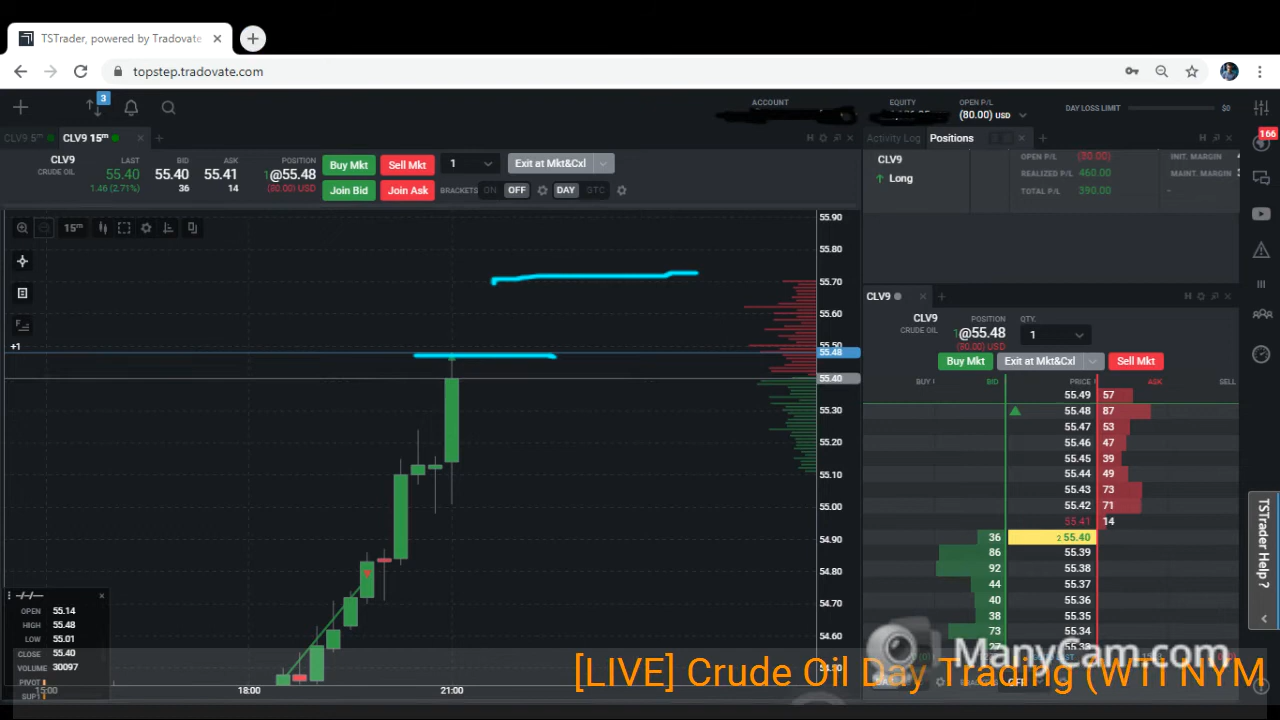 TSTrader, powered by Tradovate
topstep.tradovate.com
3
ACCOUNT
EQUITY
OPEN P/L
(80.00) USD
DAY LOSS LIMIT
$0
CLV9 5m
CLV9 15m
Activity Log
Positions
166
CLV9
CRUDE OIL
LAST
55.40
1.46 (2.71%)
BID
55.40
36
ASK
55.41
14
POSITION
1@55.48
(80.00) USD
Buy Mkt
Sell Mkt
1
Exit at Mkt&Cxl
Join Bid
Join Ask
BRACKETS
ON
OFF
DAY
GTC
CLV9
Long
OPEN P/L
(80.00)
REALIZED P/L
460.00
TOTAL P/L
390.00
INIT. MARGIN
MAINT. MARGIN
-
15m
+1
55.90
55.80
55.70
55.60
55.50
55.48
55.40
55.30
55.20
55.10
55.00
54.90
54.80
54.70
54.60
OPEN 55.14
HIGH 55.48
LOW 55.01
CLOSE 55.40
VOLUME 30097
PIVOT
SUP1
15:00
18:00
21:00
CLV9
CLV9
CRUDE OIL
POSITION
1@55.48
(80.00) USD
QTY.
1
Buy Mkt
Exit at Mkt&Cxl
Sell Mkt
BUY
BID
PRICE
ASK
SELL
55.49 57
55.48 87
55.47 53
55.46 47
55.45 39
55.44 49
55.43 73
55.42 71
55.41 14
36 2 55.40
86 55.39
92 55.38
44 55.37
40 55.36
38 55.35
73 55.34
27 55.33
TSTrader Help ?
ManyCam.com
[LIVE] Crude Oil Day Trading (WTI NYM